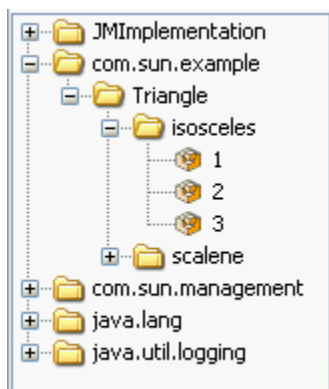 JMImplementation
com.sun.example
Triangle
isosceles
1
2
3
scalene
com.sun.management
java.lang
java.util.logging